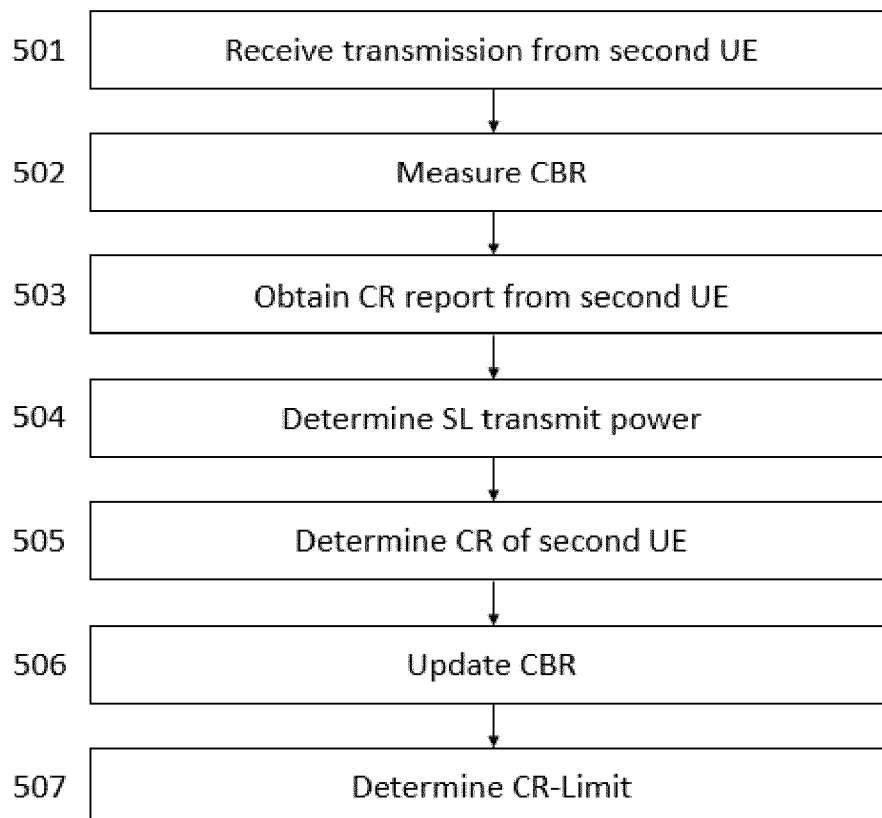 501 Receive transmission from second UE
502 Measure CBR
503 Obtain CR report from second UE
504 Determine SL transmit power
505 Determine CR of second UE
506 Update CBR
507 Determine CR-Limit